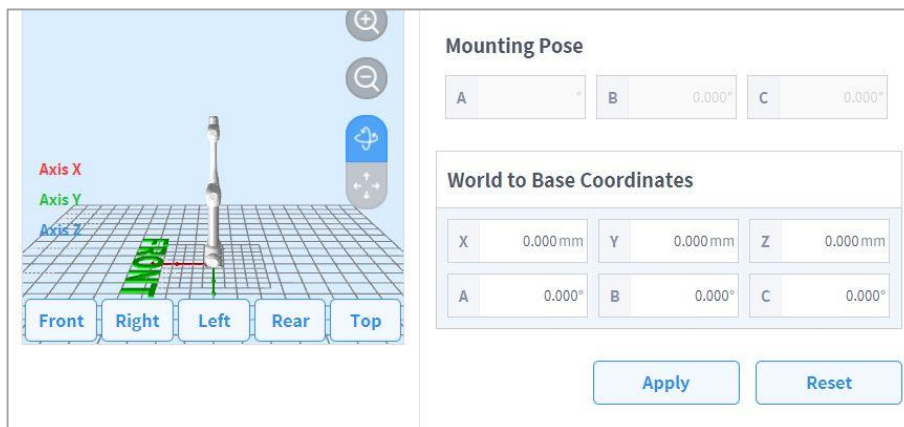 Mounting Pose
A ° B 0.000° C 0.000°
Axis X
Axis Y
Axis Z
FRONT
World to Base Coordinates
X 0.000 mm Y 0.000 mm Z 0.000 mm
A 0.000° B 0.000° C 0.000°
Front Right Left Rear Top
Apply Reset